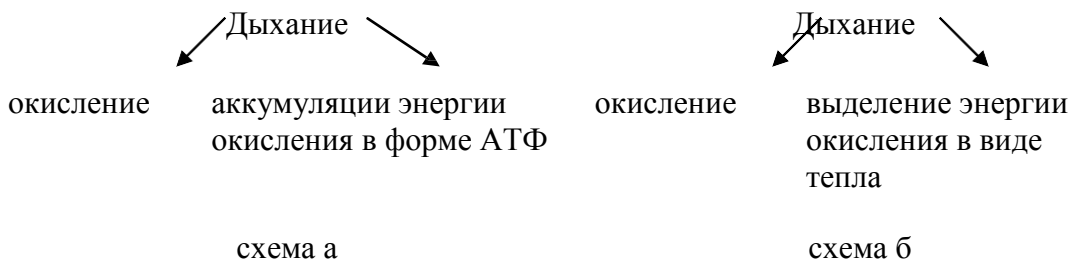 Дыхание Дыхание
окисление аккумуляции энергии окисление выделение энергии
окисления в форме АТФ окисления в виде
тепла
схема а схема б